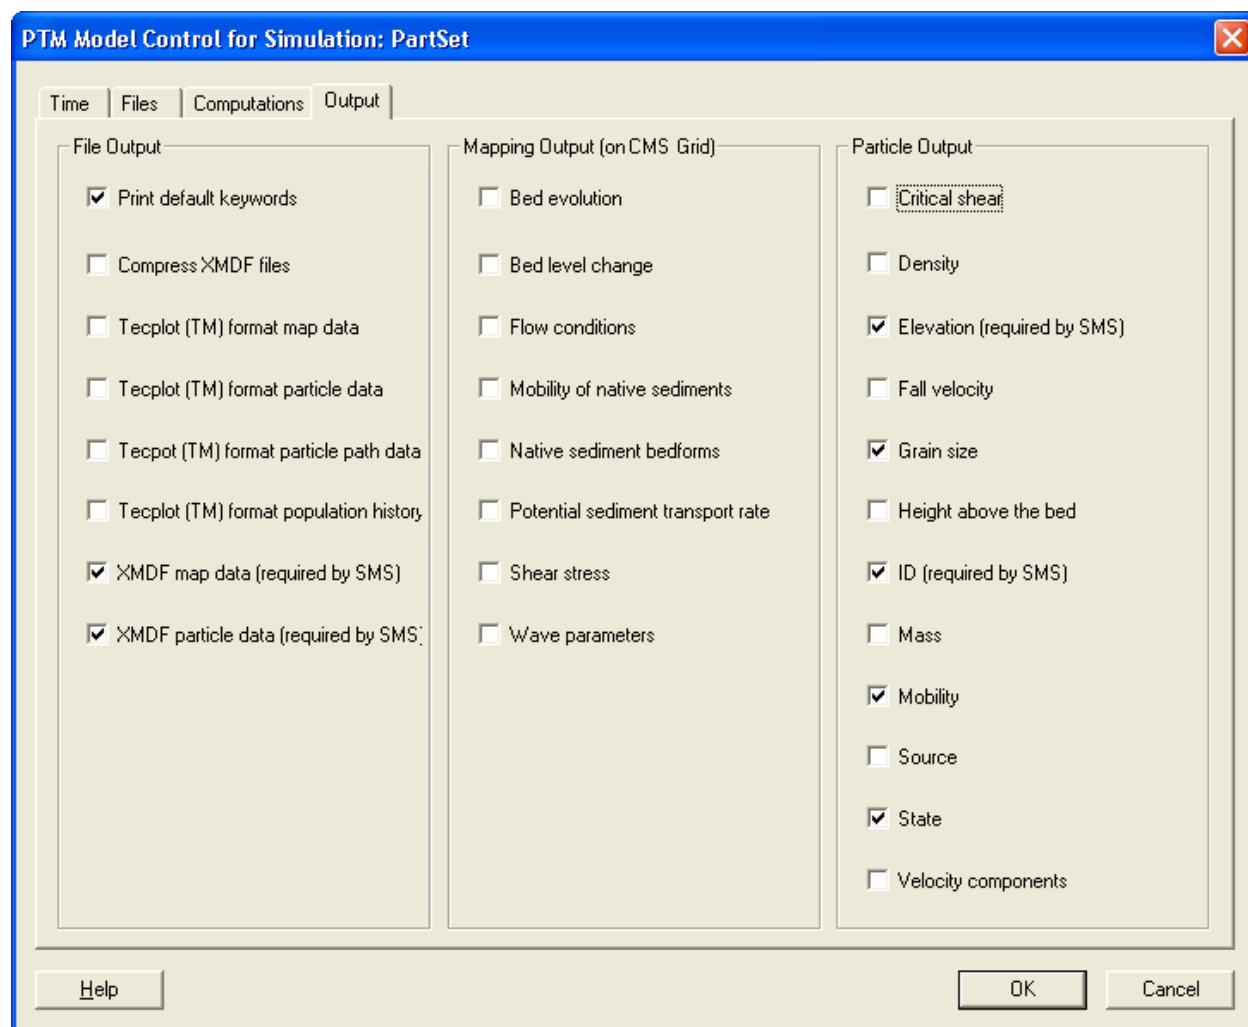 PTM Model Control for Simulation: PartSet
Time
Files
Computations
Output
File Output
Print default keywords
Compress XMDF files
Tecplot (TM) format map data
Tecplot (TM) format particle data
Tecpot (TM) format particle path data
Tecplot (TM) format population history
XMDF map data (required by SMS)
XMDF particle data (required by SMS)
Mapping Output (on CMS Grid)
Bed evolution
Bed level change
Flow conditions
Mobility of native sediments
Native sediment bedforms
Potential sediment transport rate
Shear stress
Wave parameters
Particle Output
Critical shear
Density
Elevation (required by SMS)
Fall velocity
Grain size
Height above the bed
ID (required by SMS)
Mass
Mobility
Source
State
Velocity components
Help
OK
Cancel